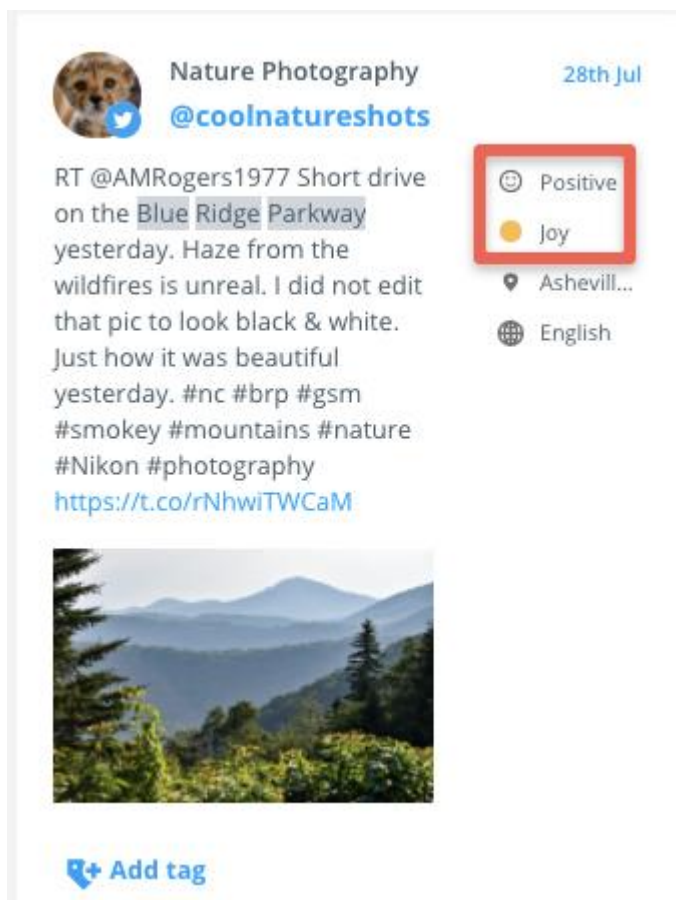 Nature Photography
28th Jul
@coolnatureshots
RT @AMRogers1977 Short drive
on the Blue Ridge Parkway
yesterday. Haze from the
wildfires is unreal. I did not edit
that pic to look black & white.
Just how it was beautiful
yesterday. #nc #brp #gsm
#smokey #mountains #nature
#Nikon #photography
https://t.co/rNhwiTWCaM
Positive
Joy
Ashevill...
English
Add tag